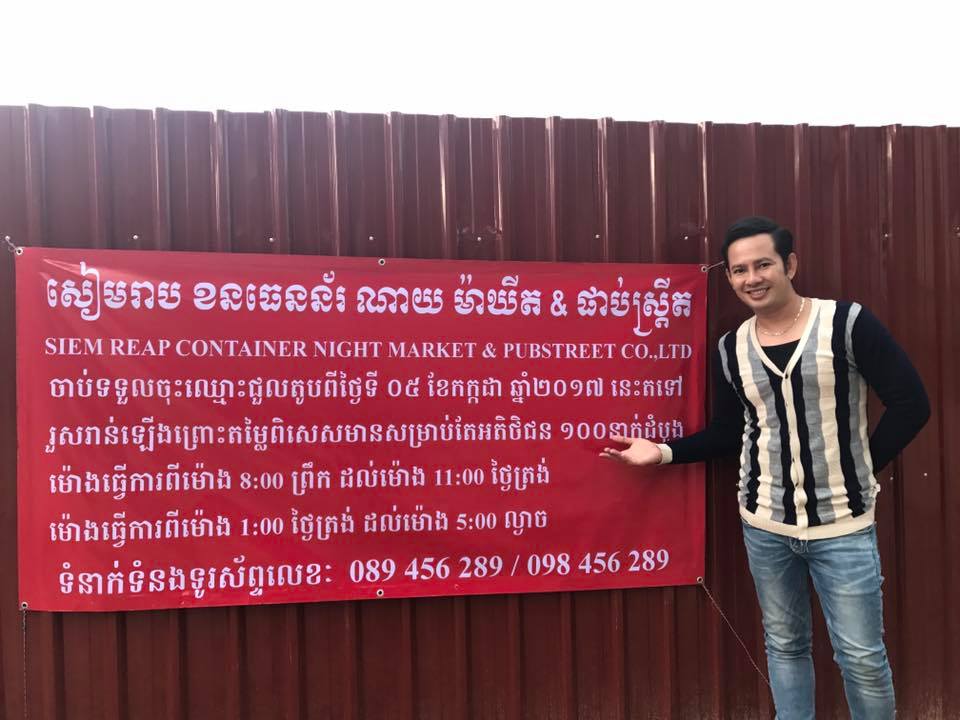 សៀមរាប ខនធេនន័រ ណាយ ម៉ាឃីត & ផាប់ស្ត្រីត
SIEM REAP CONTAINER NIGHT MARKET & PUBSTREET CO.,LTD
ចាប់ទទួលចុះឈ្មោះជួលតូបពីថ្ងៃទី ០៥ ខែកក្កដា ឆ្នាំ២០១៧ នេះតទៅ
រួសរាន់ឡើងព្រោះតម្លៃពិសេសមានសម្រាប់តែអតិថិជន ១០០នាក់ដំបូង
ម៉ោងធ្វើការពីម៉ោង 8:00 ព្រឹក ដល់ម៉ោង 11:00 ថ្ងៃត្រង់
ម៉ោងធ្វើការពីម៉ោង 1:00 ថ្ងៃត្រង់ ដល់ម៉ោង 5:00 ល្ងាច
ទំនាក់ទំនងទូរស័ព្ទលេខៈ 089 456 289 / 098 456 289